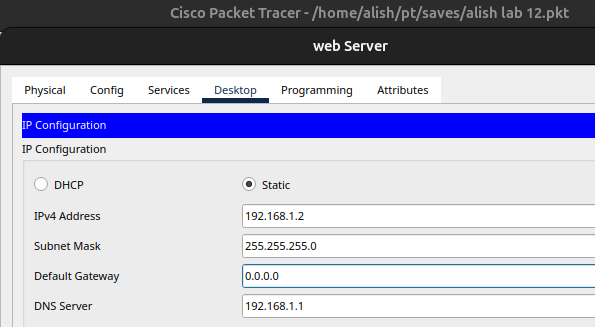 Cisco Packet Tracer - /home/alish/pt/saves/alish lab 12.pkt
web Server
Physical Config Services Desktop Programming Attributes
IP Configuration
IP Configuration
DHCP Static
IPv4 Address 192.168.1.2
Subnet Mask 255.255.255.0
Default Gateway 0.0.0.0
DNS Server 192.168.1.1